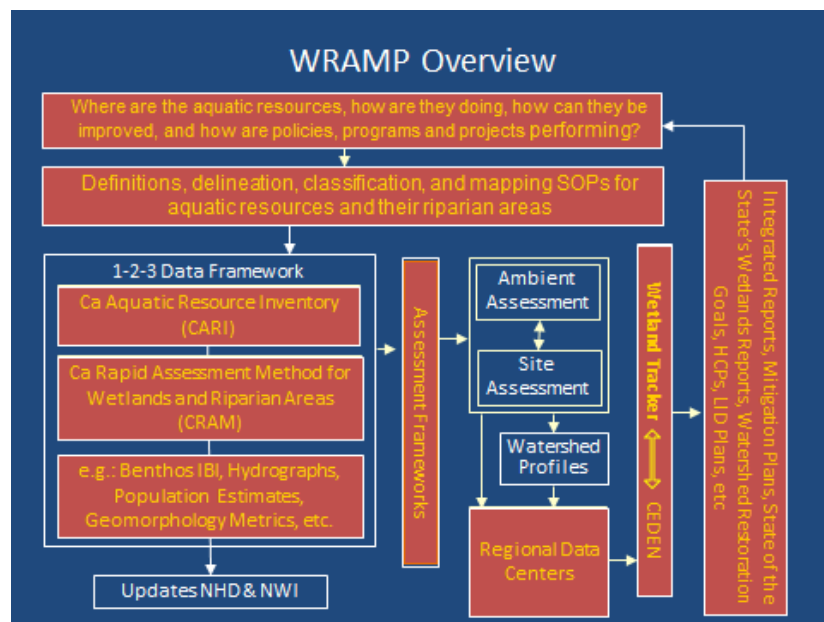 WRAMP Overview
Where are the aquatic resources, how are they doing, how can they be
improved, and how are policies, programs and projects performing?
Definitions, delineation, classification, and mapping SOPs for
aquatic resources and their riparian areas
1-2-3 Data Framework
Ca Aquatic Resource Inventory
(CARI)
Ca Rapid Assessment Method for
Wetlands and Riparian Areas
(CRAM)
e.g.: Benthos IBI, Hydrographs,
Population Estimates,
Geomorphology Metrics, etc.
Updates NHD & NWI
Assessment Frameworks
Ambient
Assessment
Site
Assessment
Watershed
Profiles
Regional Data
Centers
Wetland Tracker
CEDEN
Integrated Reports, Mitigation Plans, State of the
State's Wetlands Reports, Watershed Restoration
Goals, HCPs, LID Plans, etc